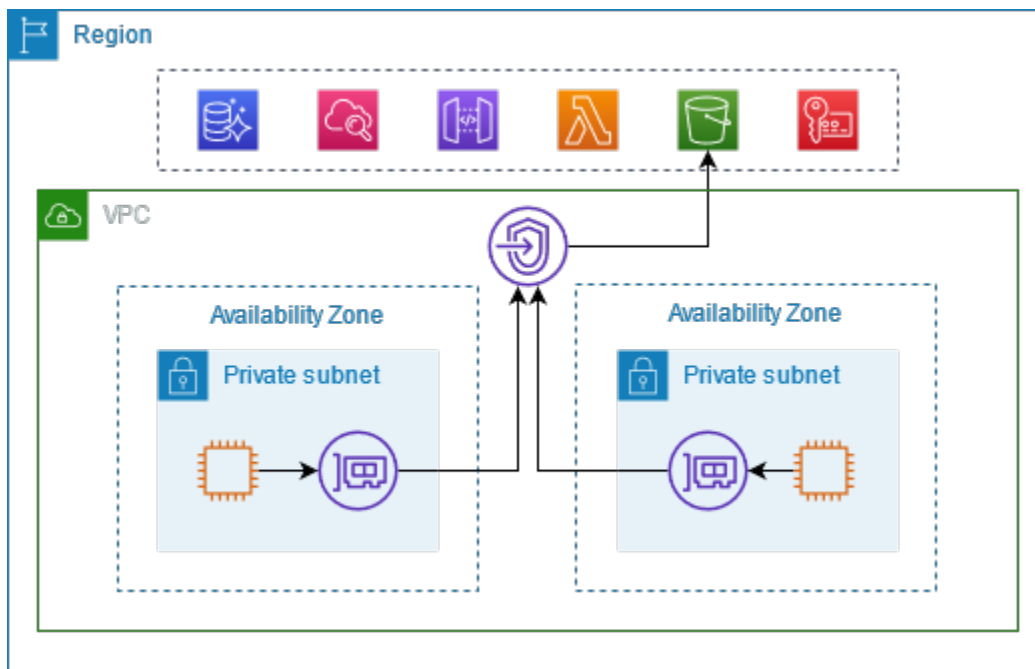 Region
VPC
Availability Zone
Availability Zone
Private subnet
Private subnet